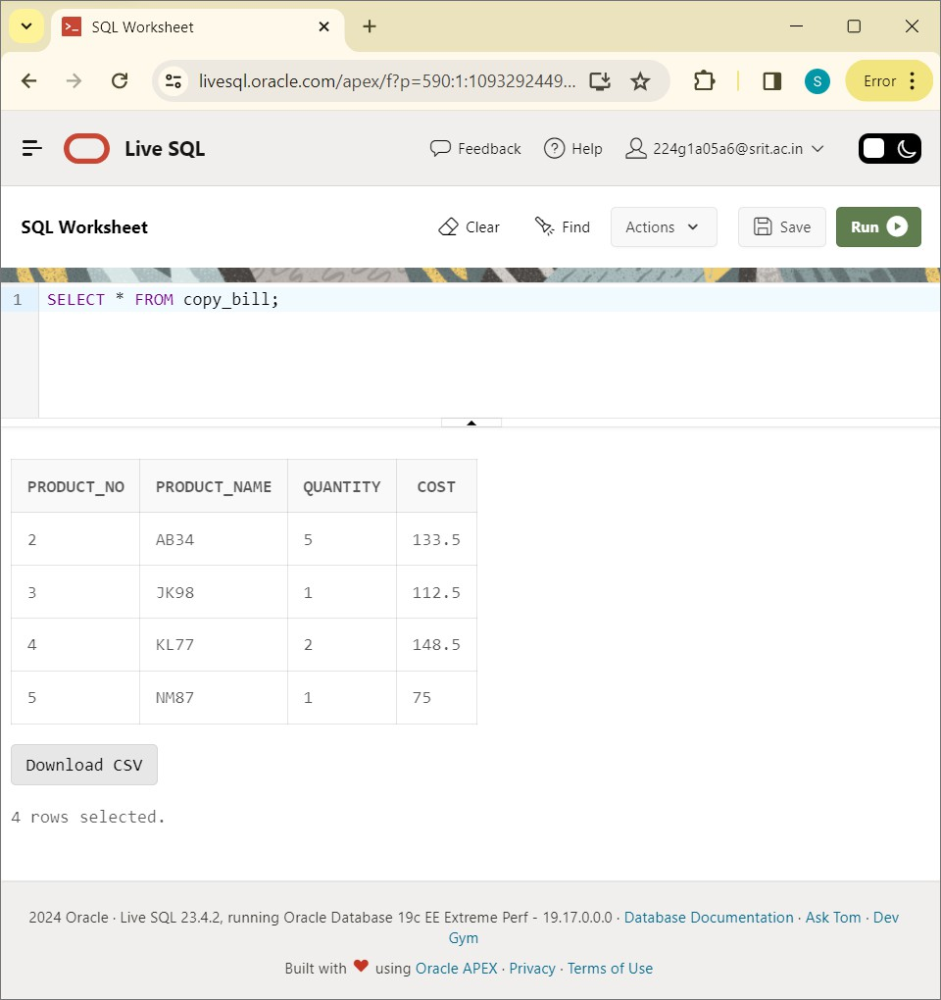 SQL Worksheet
livesql.oracle.com/apex/f?p=590:1:1093292449... S Error
Live SQL Feedback ? Help 224g1a05a6@srit.ac.in
SQL Worksheet Clear Find Actions Save Run
1 SELECT * FROM copy_bill;
PRODUCT_NO PRODUCT_NAME QUANTITY COST
2 AB34 5 133.5
3 JK98 1 112.5
4 KL77 2 148.5
5 NM87 1 75
Download CSV
4 rows selected.
2024 Oracle · Live SQL 23.4.2, running Oracle Database 19c EE Extreme Perf - 19.17.0.0.0 · Database Documentation · Ask Tom · Dev
Gym
Built with ❤ using Oracle APEX · Privacy · Terms of Use